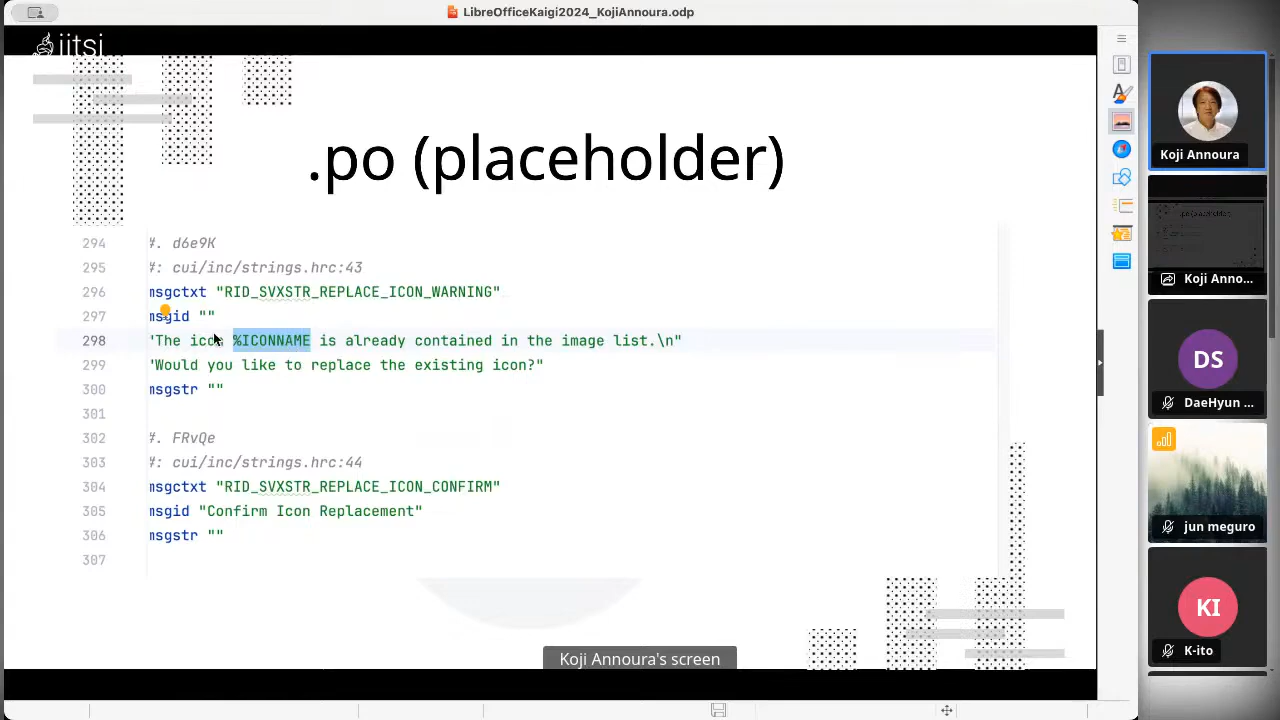 LibreOfficeKaigi2024_KojiAnnoura.odp
jitsi
.po (placeholder)
294 #. d6e9K
295 #: cui/inc/strings.hrc:43
296 msgctxt "RID_SVXSTR_REPLACE_ICON_WARNING"
297 msgid ""
298 "The icon %ICONNAME is already contained in the image list.\n"
299 "Would you like to replace the existing icon?"
300 msgstr ""
301
302 #. FRvQe
303 #: cui/inc/strings.hrc:44
304 msgctxt "RID_SVXSTR_REPLACE_ICON_CONFIRM"
305 msgid "Confirm Icon Replacement"
306 msgstr ""
307
Koji Annoura's screen
Koji Annoura
.po (placeholder)
Koji Anno...
DS
DaeHyun ...
jun meguro
KI
K-ito